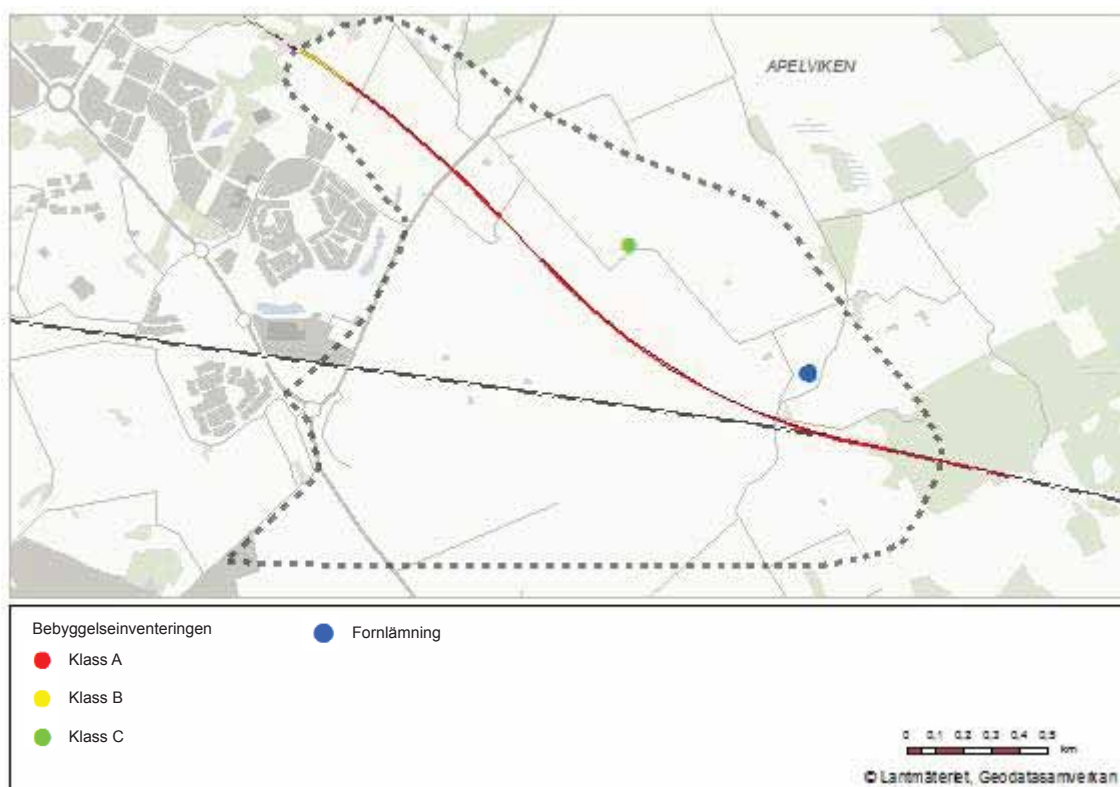 APELVIKEN
Bebyggelseinventeringen
Fornlämning
Klass A
Klass B
Klass C
0 0,1 0,2 0,3 0,4 0,5
km
© Lantmäteriet, Geodatasamverkan